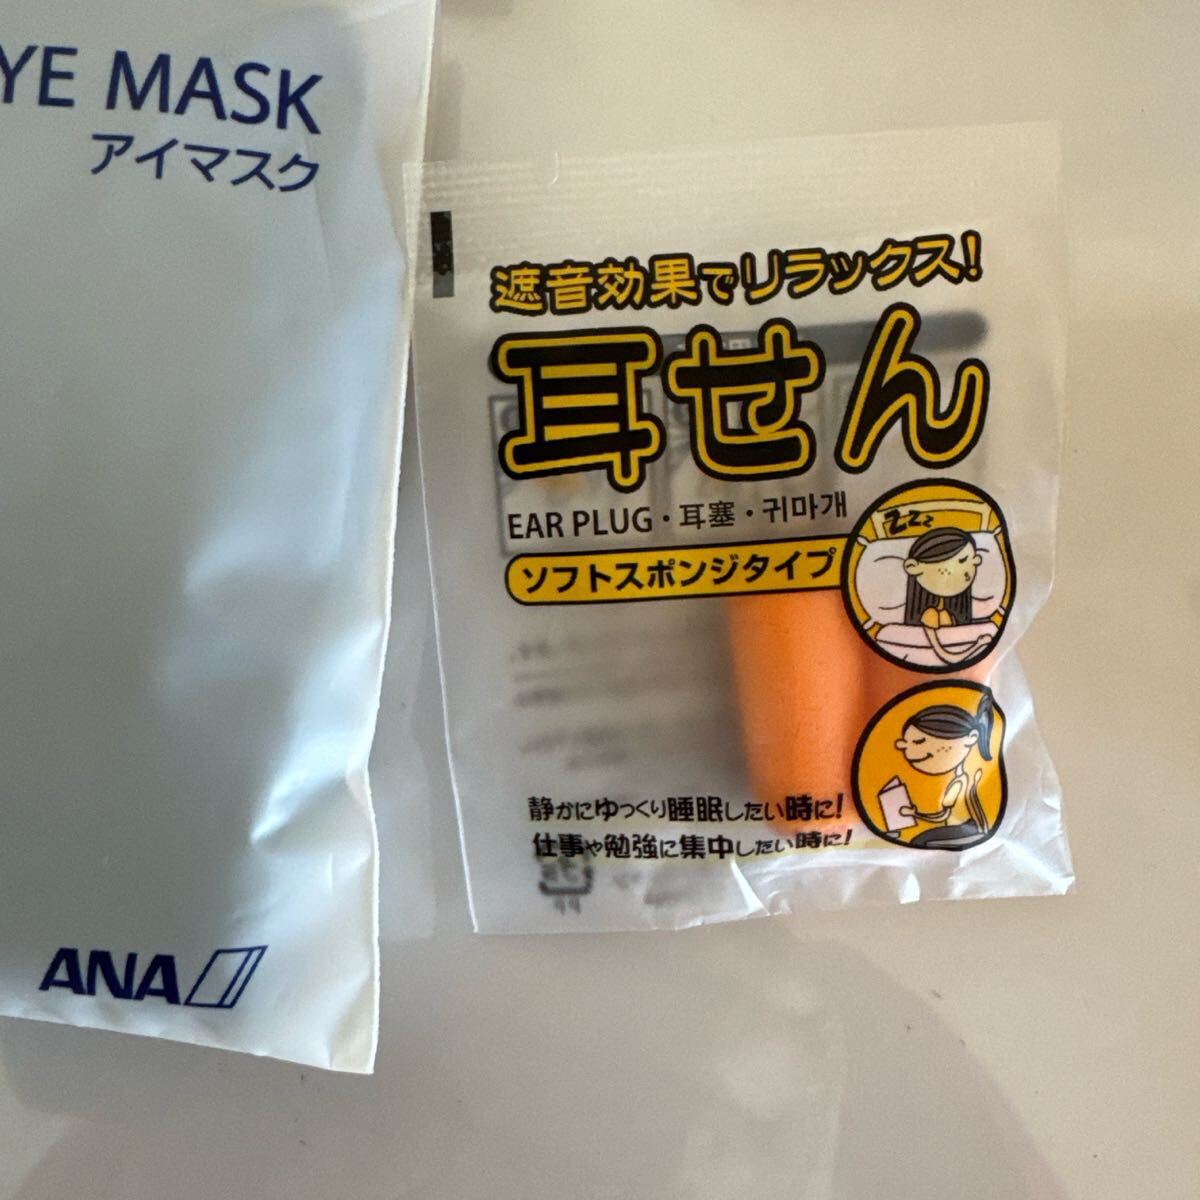 YE MASK
アイマスク
ANA
遮音効果でリラックス!
耳せん
EAR PLUG・耳塞・귀마개
ソフトスポンジタイプ
ZZZ
静かにゆっくり睡眠したい時に!
仕事や勉強に集中したい時に!